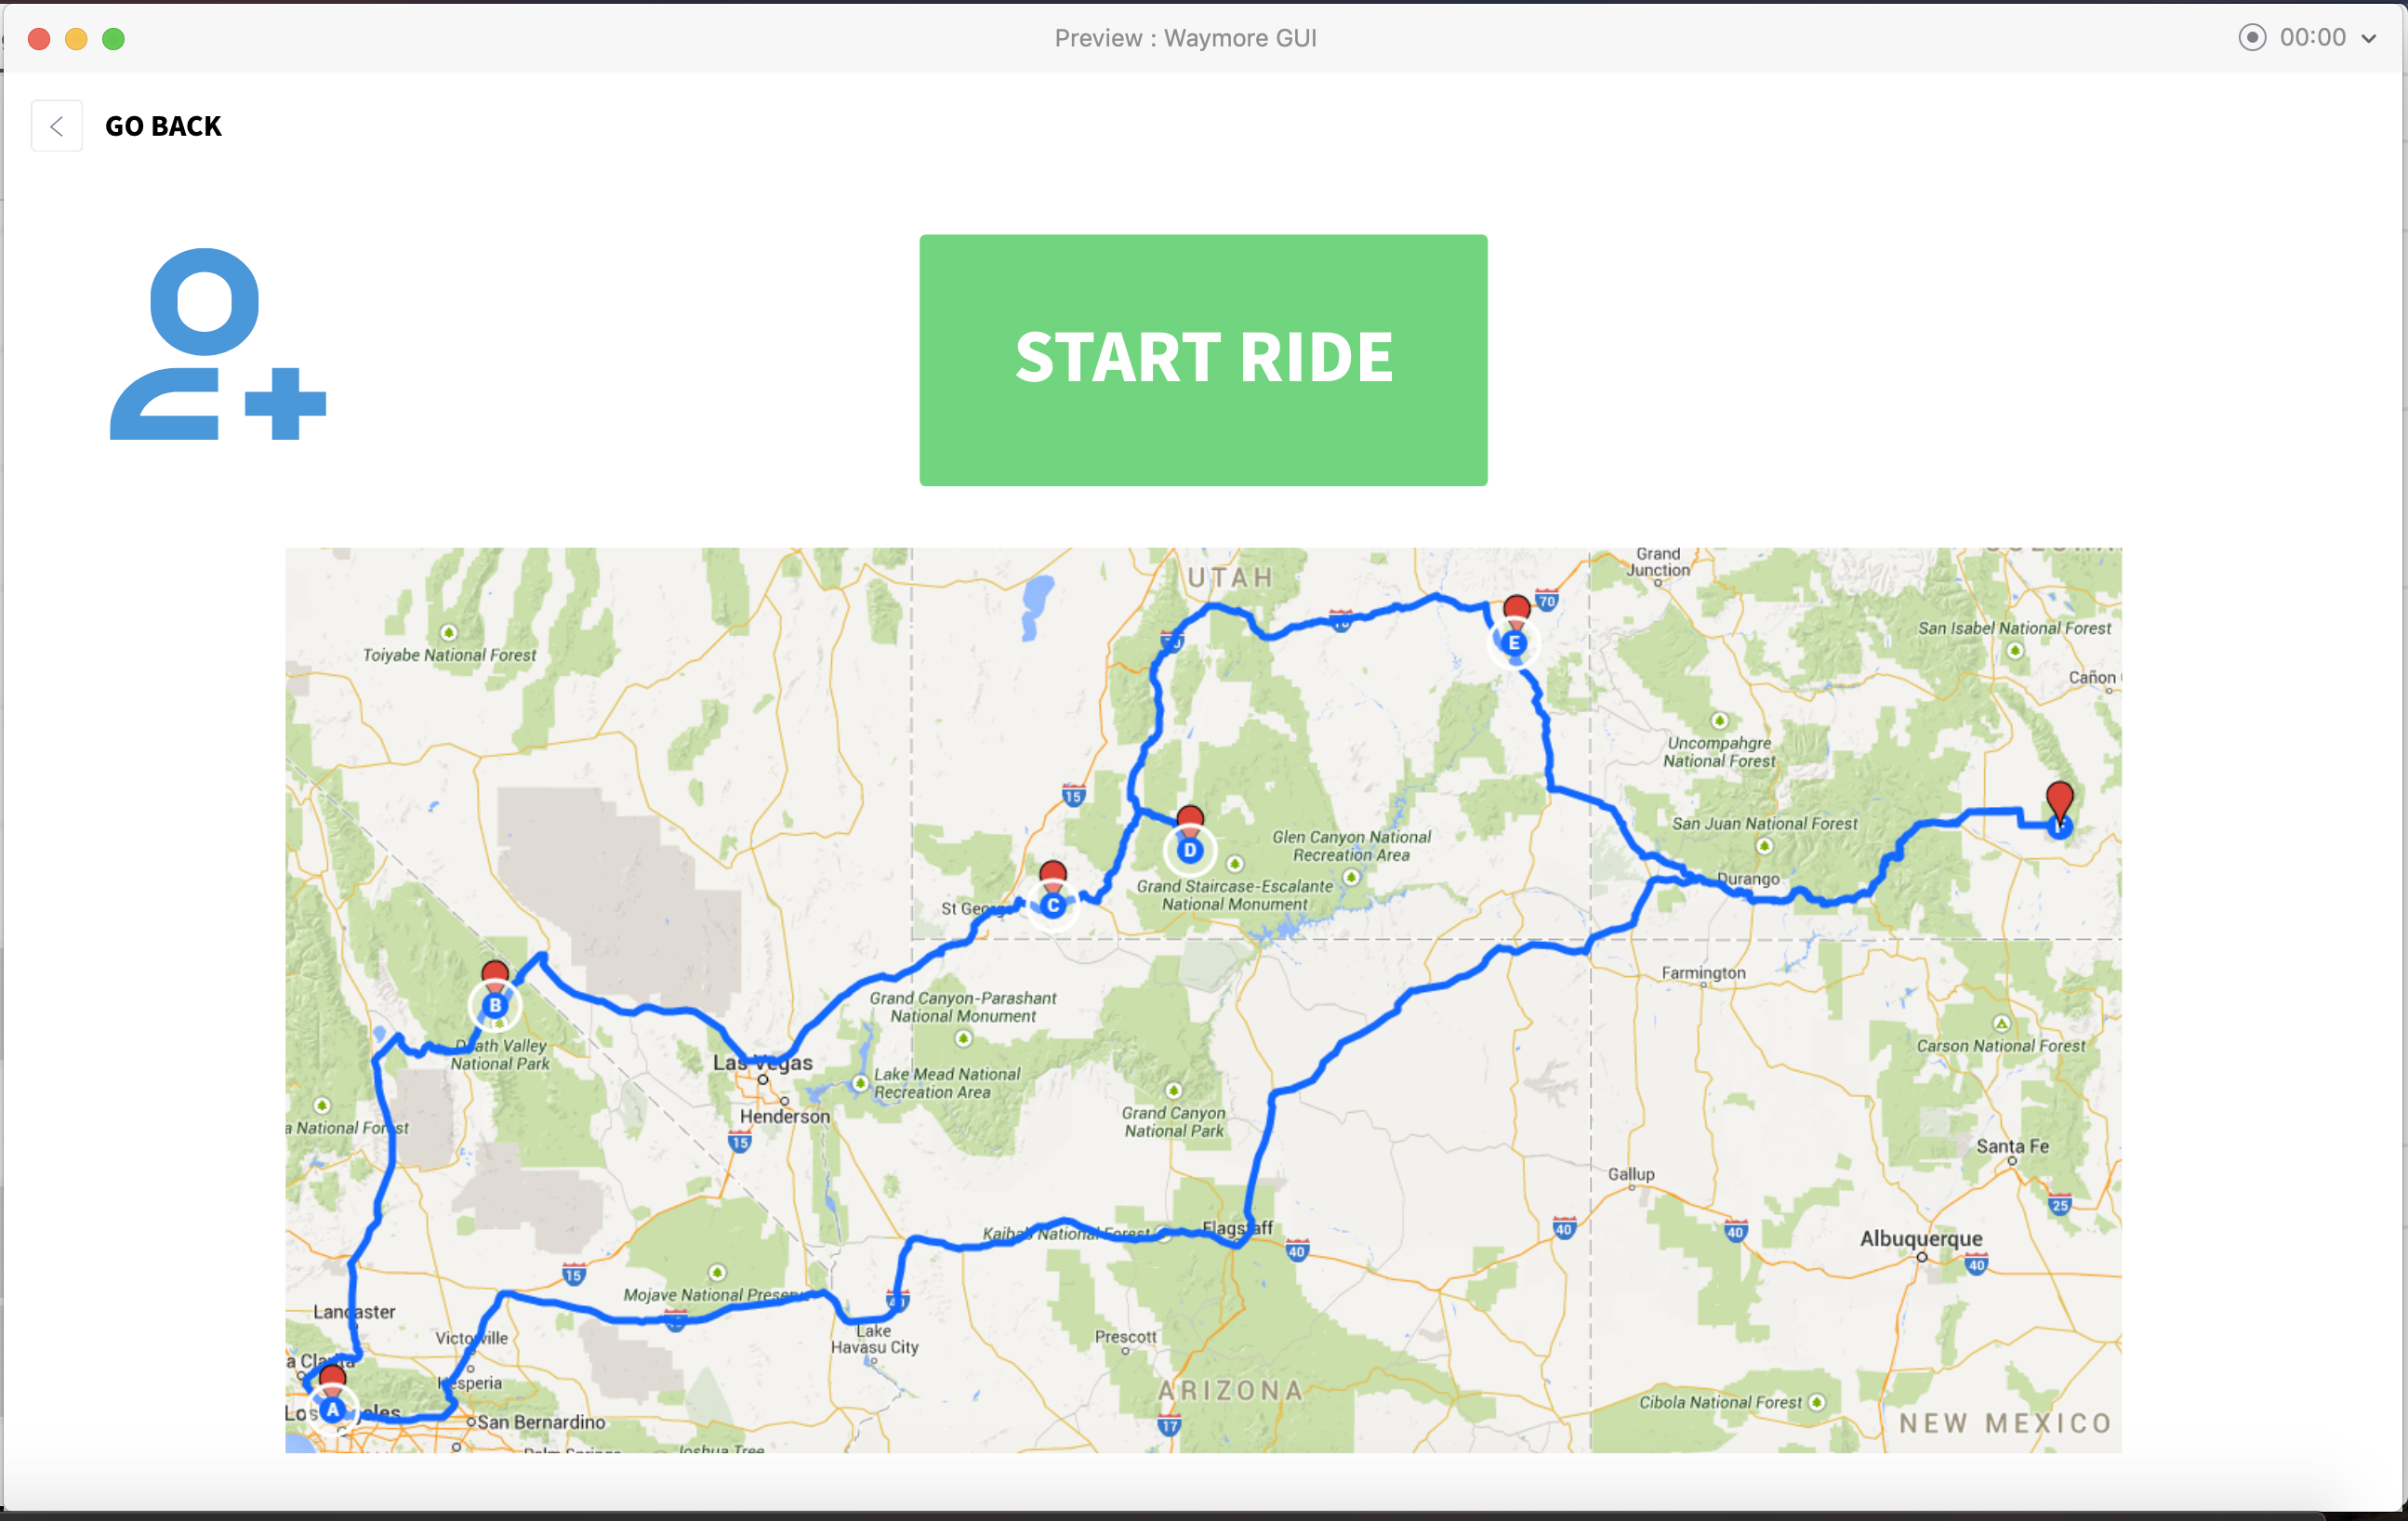 Preview : Waymore GUI
00:00
GO BACK
START RIDE
UTAH
Grand
Junction
70
70
E
San Isabel National Forest
Toiyabe National Forest
Cañon
Uncompahgre
National Forest
15
San Juan National Forest
Glen Canyon National
Recreation Area
D
C
Grand Staircase-Escalante
National Monument
Durango
St George
Farmington
B
Grand Canyon-Parashant
National Monument
Death Valley
National Park
Carson National Forest
Las Vegas
Lake Mead National
Recreation Area
Henderson
Grand Canyon
National Park
a National Forest
15
Santa Fe
Gallup
25
Kaibab National Forest
Flagstaff
40
40
40
Albuquerque
40
15
Mojave National Preserve
40
Lancaster
Victorville
Lake
Havasu City
Prescott
a Clarita
Hesperia
ARIZONA
A
Los Angeles
San Bernardino
Cibola National Forest
17
NEW MEXICO
Palm Springs
Joshua Tree